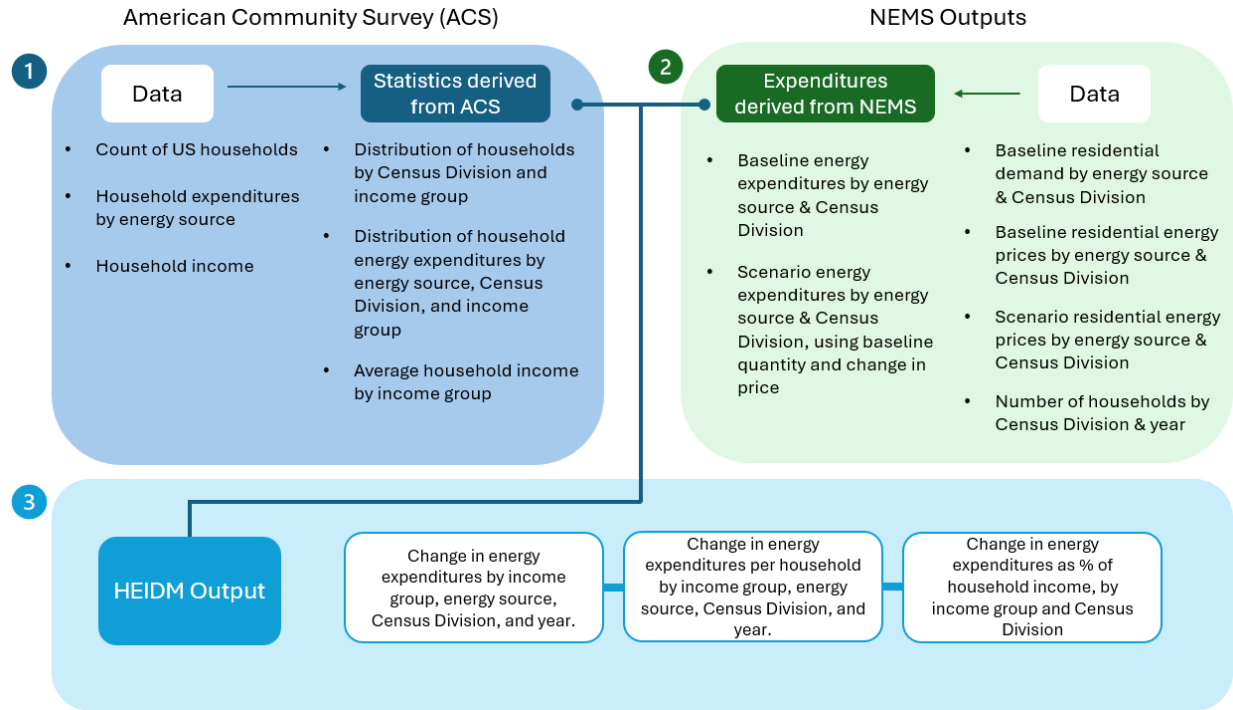 American Community Survey (ACS)
NEMS Outputs
1
Data
Statistics derived
from ACS
• Count of US households
• Household expenditures
by energy source
• Household income
• Distribution of households
by Census Division and
income group
• Distribution of household
energy expenditures by
energy source, Census
Division, and income
group
• Average household income
by income group
2
Expenditures
derived from NEMS
Data
• Baseline energy
expenditures by energy
source & Census
Division
• Scenario energy
expenditures by energy
source & Census
Division, using baseline
quantity and change in
price
• Baseline residential
demand by energy source
& Census Division
• Baseline residential energy
prices by energy source &
Census Division
• Scenario residential energy
prices by energy source &
Census Division
• Number of households by
Census Division & year
3
HEIDM Output
Change in energy
expenditures by income
group, energy source,
Census Division, and year.
Change in energy
expenditures per household
by income group, energy
source, Census Division, and
year.
Change in energy
expenditures as % of
household income, by
income group and Census
Division